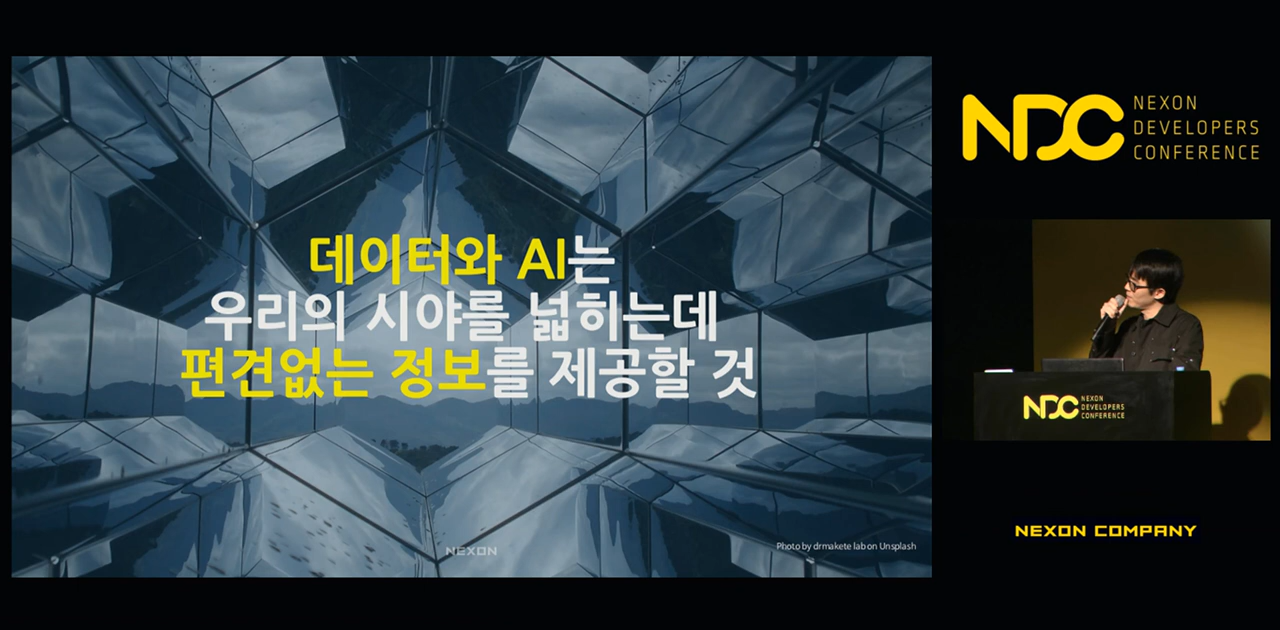 데이터와 AI는
우리의 시야를 넓히는데
편견없는 정보를 제공할 것
NEXON
Photo by drmakete lab on Unsplash
NDC
NEXON
DEVELOPERS
CONFERENCE
NDC
NEXON
DEVELOPERS
CONFERENCE
NEXON COMPANY